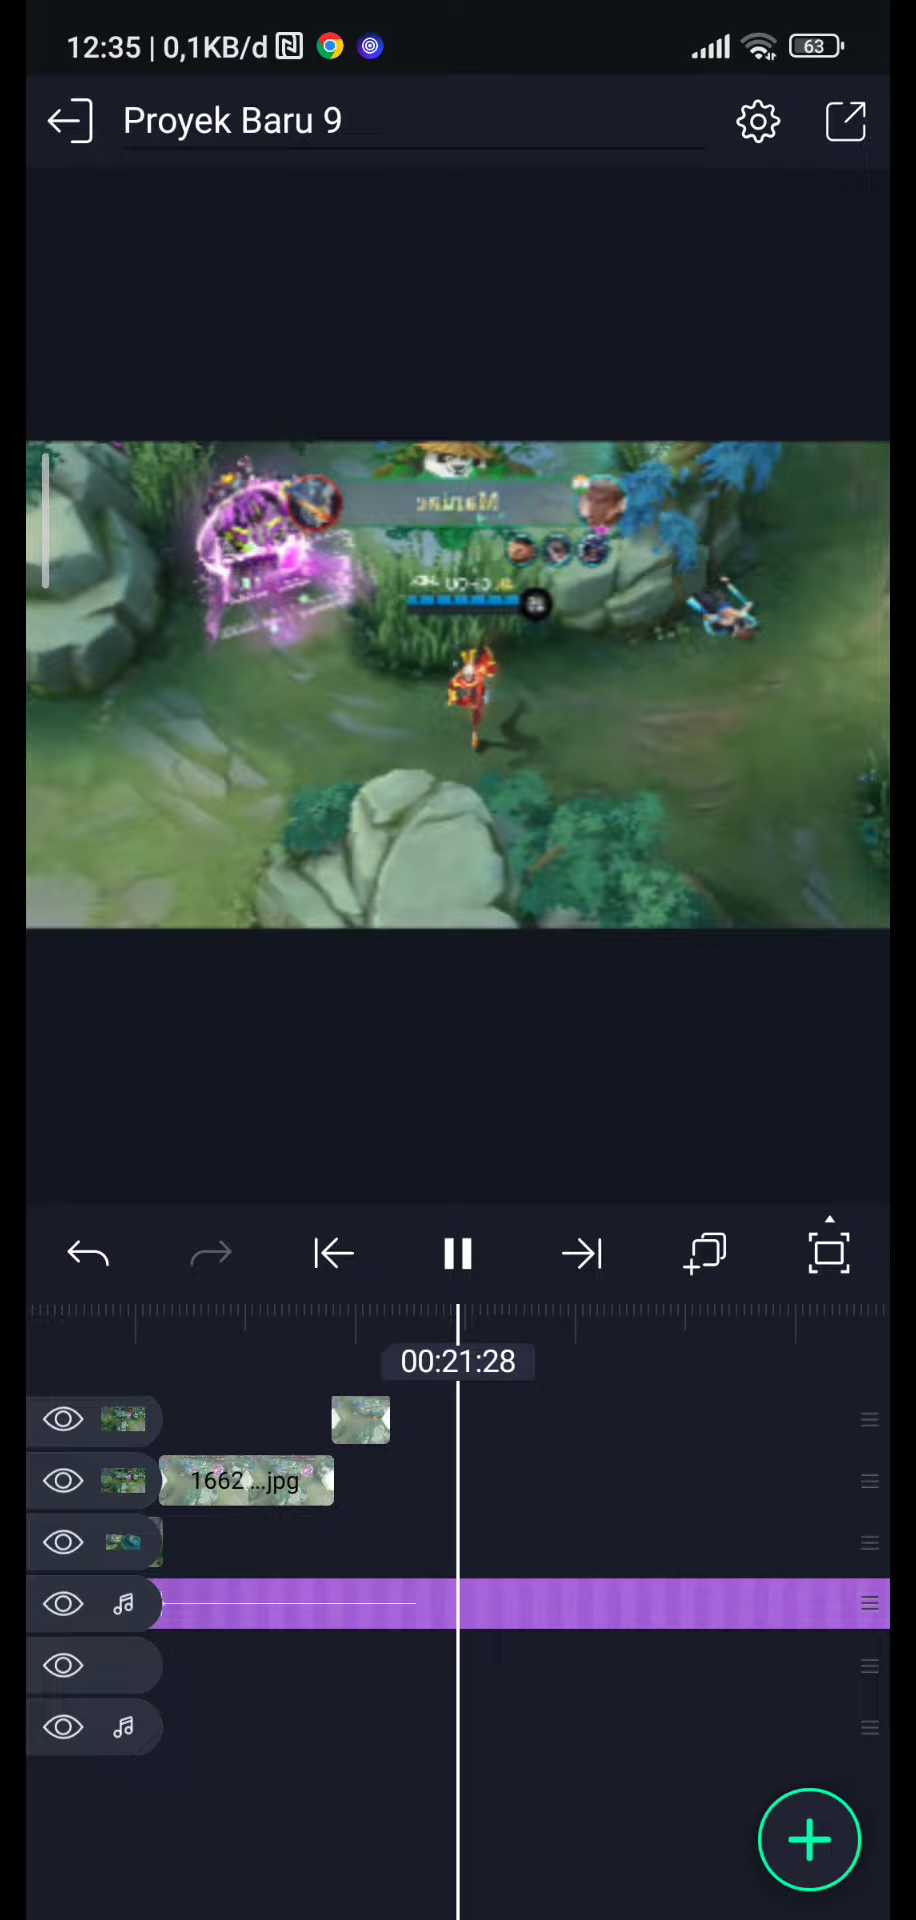 12:35 | 0,1KB/d
63
Proyek Baru 9
00:21:28
1662 ...jpg